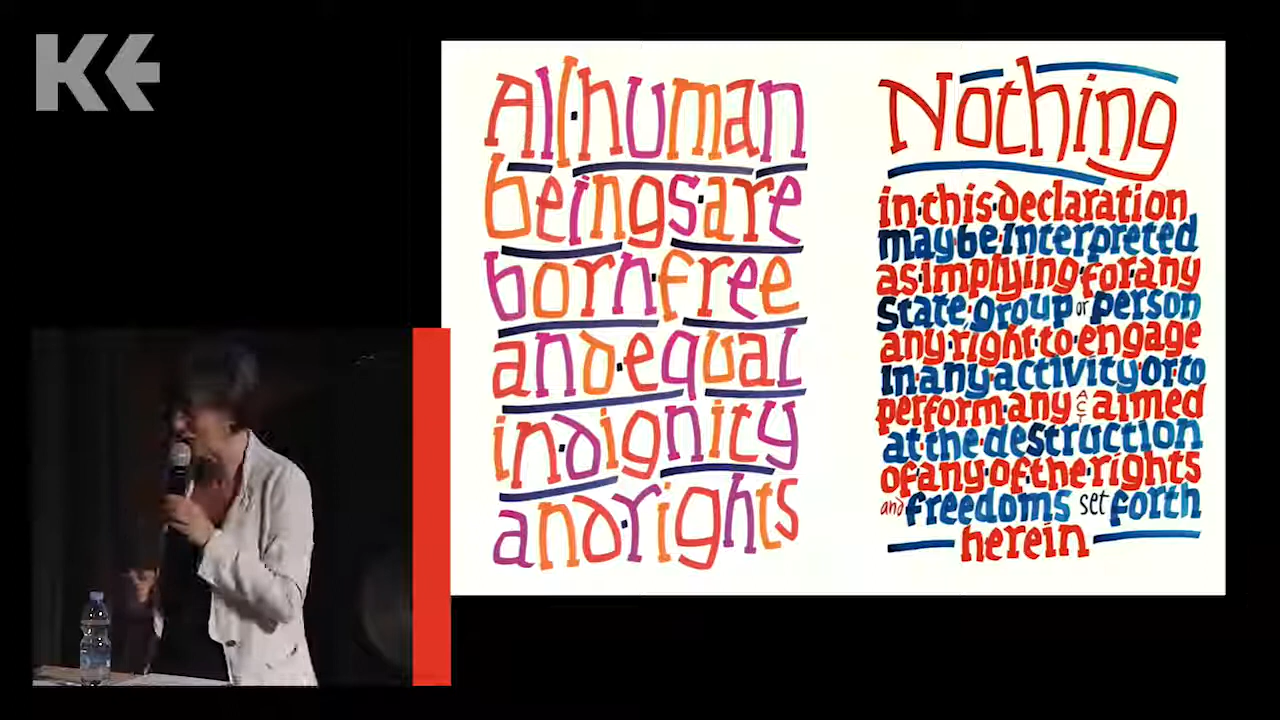 KE
All·human
beings·are
born·free
and·equal
in·dignity
and·rights
Nothing
in·this·declaration
may·be·Interpreted
as·Implying·for·any
State·group or person
any·right·to·engage
In·any·activity·or·to
perform·any ACT aimed
at·the·destruction
of·any·of·the·rights
and freedoms set forth
herein